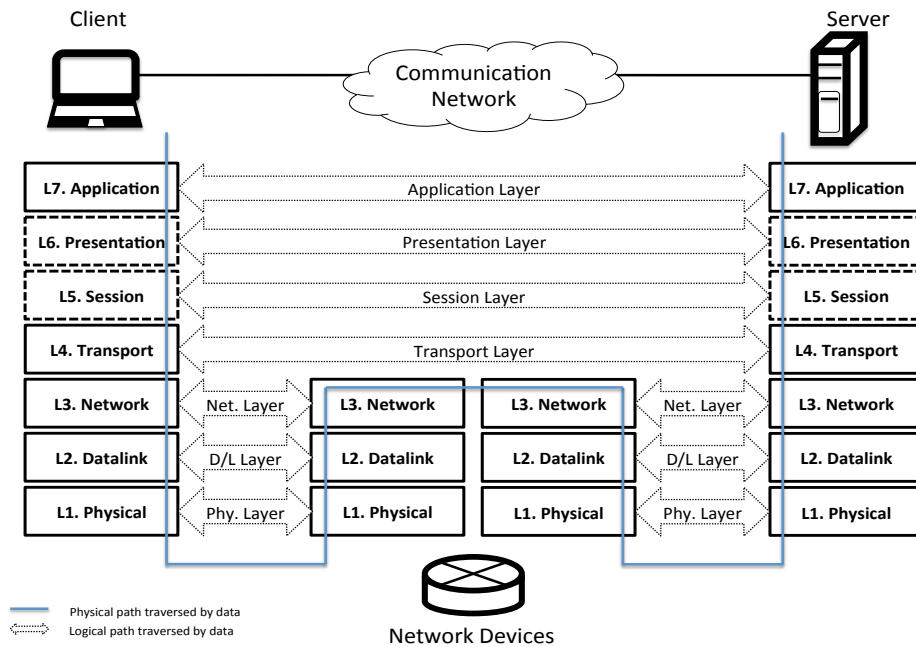 Client
Server
Communication
Network
L7. Application
Application Layer
L7. Application
L6. Presentation
Presentation Layer
L6. Presentation
L5. Session
Session Layer
L5. Session
L4. Transport
Transport Layer
L4. Transport
L3. Network
Net. Layer
L3. Network
L3. Network
Net. Layer
L3. Network
L2. Datalink
D/L Layer
L2. Datalink
L2. Datalink
D/L Layer
L2. Datalink
L1. Physical
Phy. Layer
L1. Physical
L1. Physical
Phy. Layer
L1. Physical
Physical path traversed by data
Logical path traversed by data
Network Devices